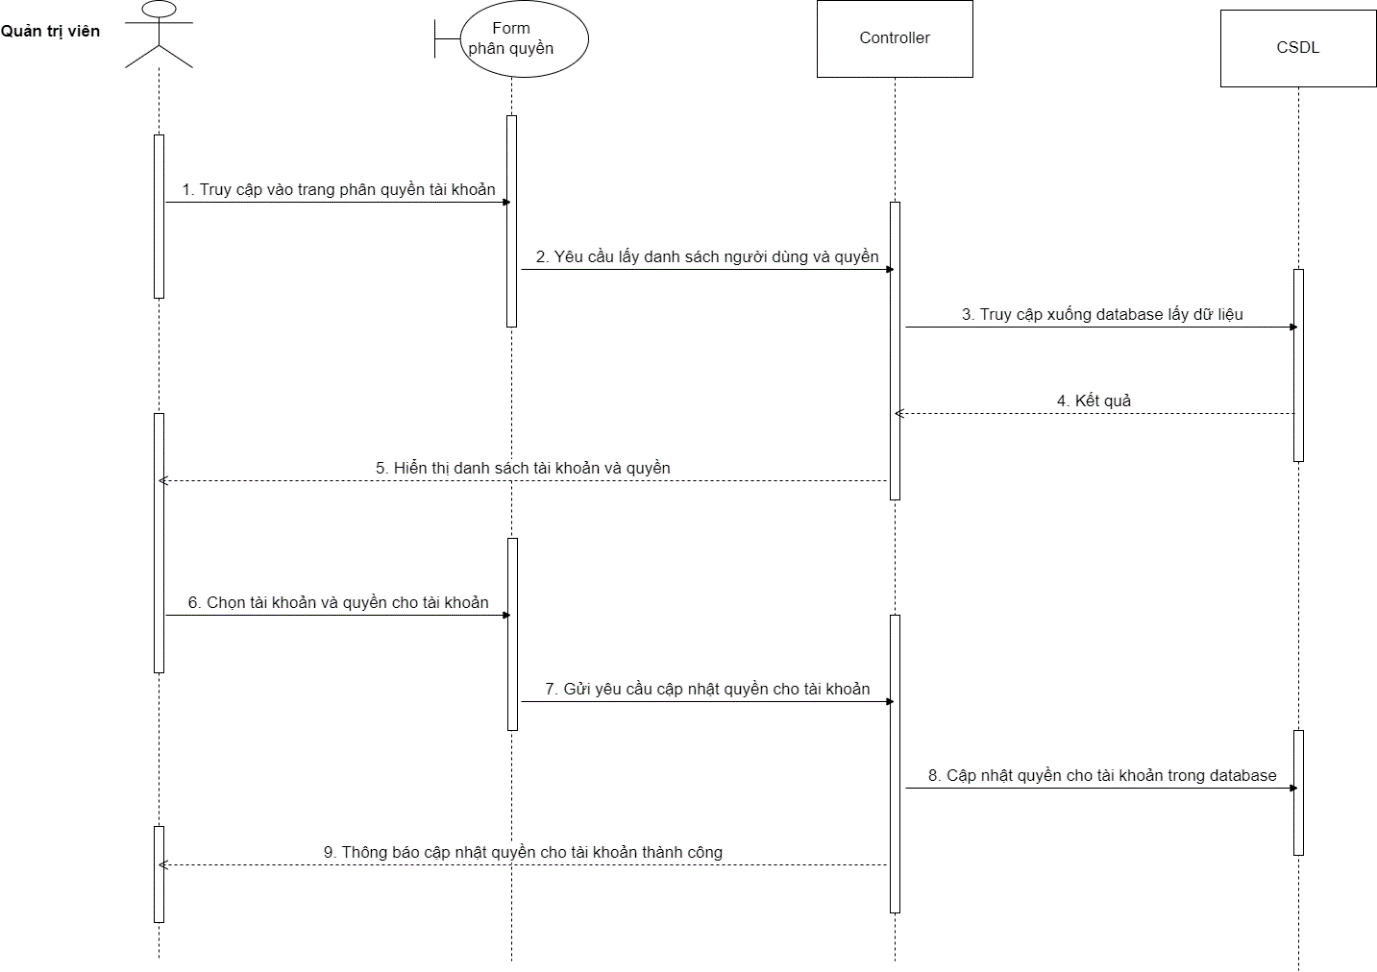 Quản trị viên
Form
phân quyền
Controller
CSDL
1. Truy cập vào trang phân quyền tài khoản
2. Yêu cầu lấy danh sách người dùng và quyền
3. Truy cập xuống database lấy dữ liệu
4. Kết quả
5. Hiển thị danh sách tài khoản và quyền
6. Chọn tài khoản và quyền cho tài khoản
7. Gửi yêu cầu cập nhật quyền cho tài khoản
8. Cập nhật quyền cho tài khoản trong database
9. Thông báo cập nhật quyền cho tài khoản thành công